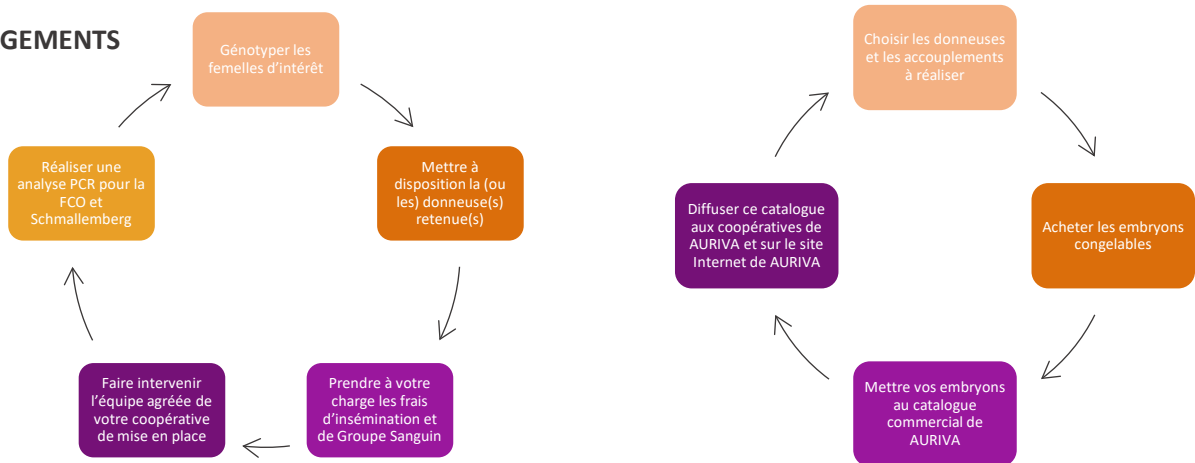 GEMENTS
Génotyper les
femelles d’intérêt
Mettre à
disposition la (ou
les) donneuse(s)
retenue(s)
Prendre à votre
charge les frais
d’insémination et
de Groupe Sanguin
Faire intervenir
l’équipe agréée de
votre coopérative
de mise en place
Réaliser une
analyse PCR pour la
FCO et
Schmallemberg
Choisir les donneuses
et les accouplements
à réaliser
Acheter les embryons
congelables
Mettre vos embryons
au catalogue
commercial de
AURIVA
Diffuser ce catalogue
aux coopératives de
AURIVA et sur le site
Internet de AURIVA